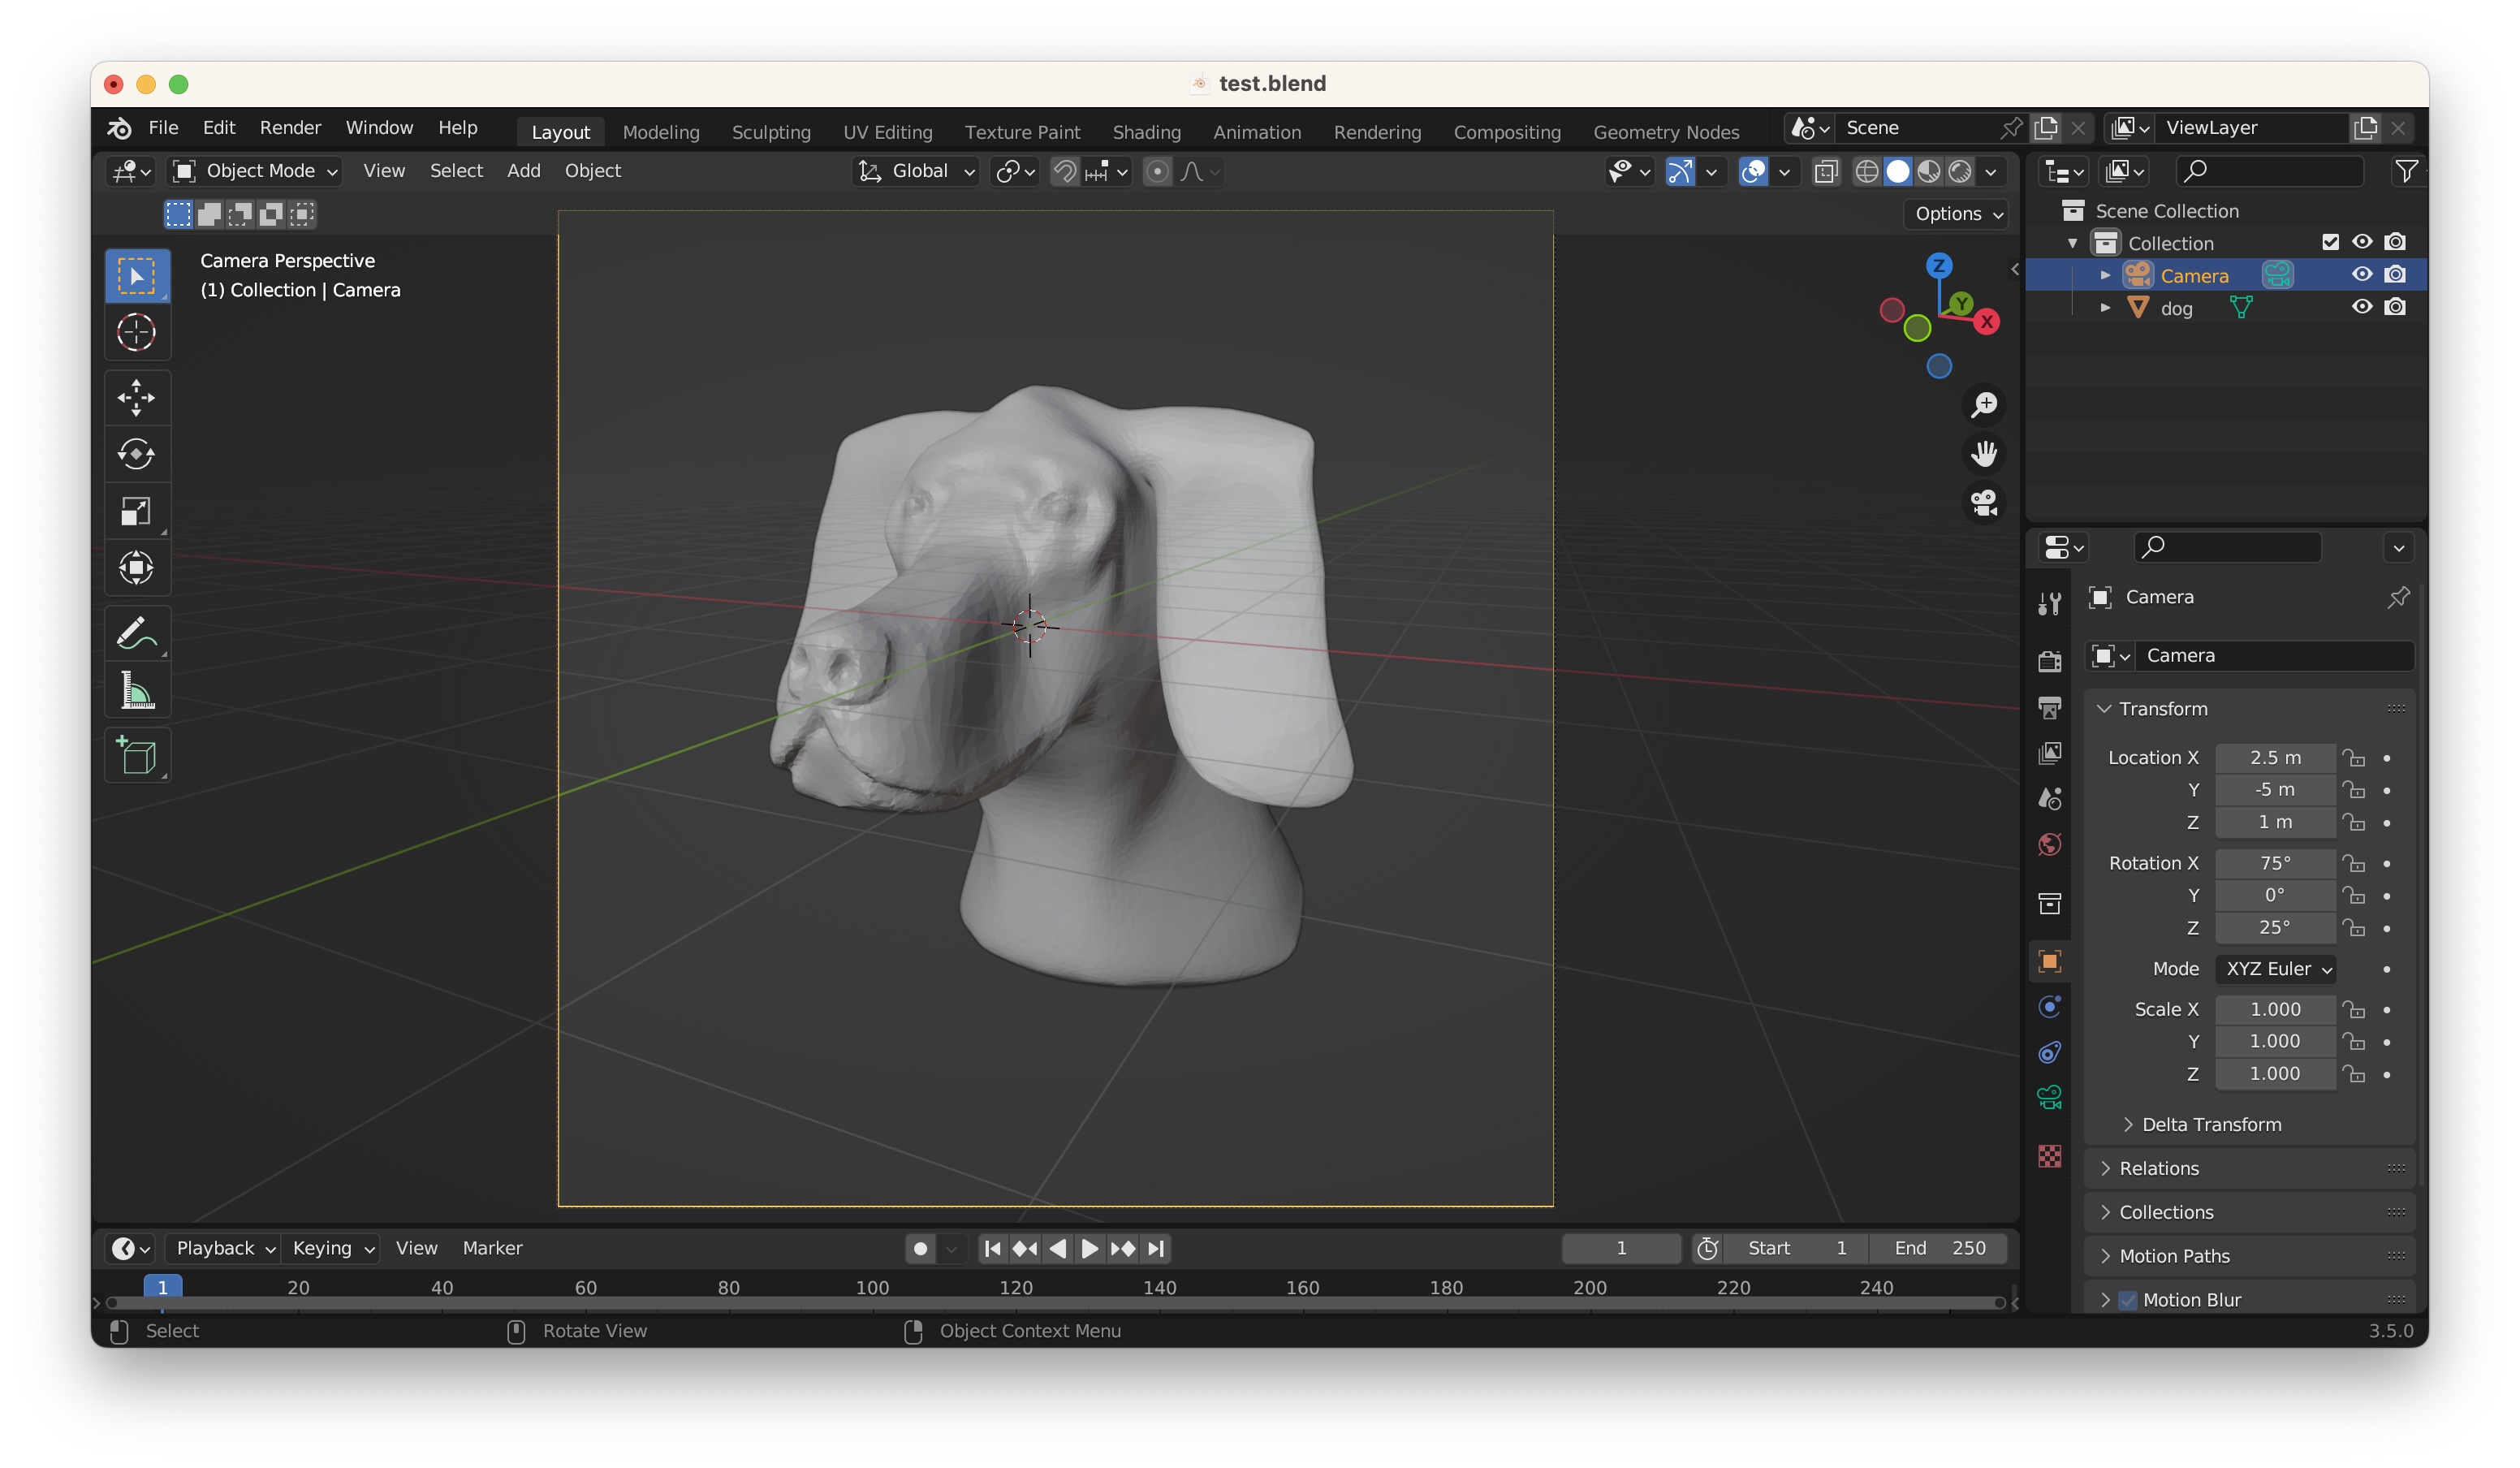 test.blend
File Edit Render Window Help Layout Modeling Sculpting UV Editing Texture Paint Shading Animation Rendering Compositing Geometry Nodes Scene ViewLayer
Object Mode View Select Add Object Global
Options
Camera Perspective
(1) Collection | Camera
Z
Y
X
Scene Collection
Collection
Camera
dog
Camera
Camera
Transform
Location X 2.5 m
Y -5 m
Z 1 m
Rotation X 75°
Y 0°
Z 25°
Mode XYZ Euler
Scale X 1.000
Y 1.000
Z 1.000
Delta Transform
Relations
Collections
Motion Paths
Motion Blur
Playback Keying View Marker 1 Start 1 End 250
1 20 40 60 80 100 120 140 160 180 200 220 240
Select Rotate View Object Context Menu 3.5.0